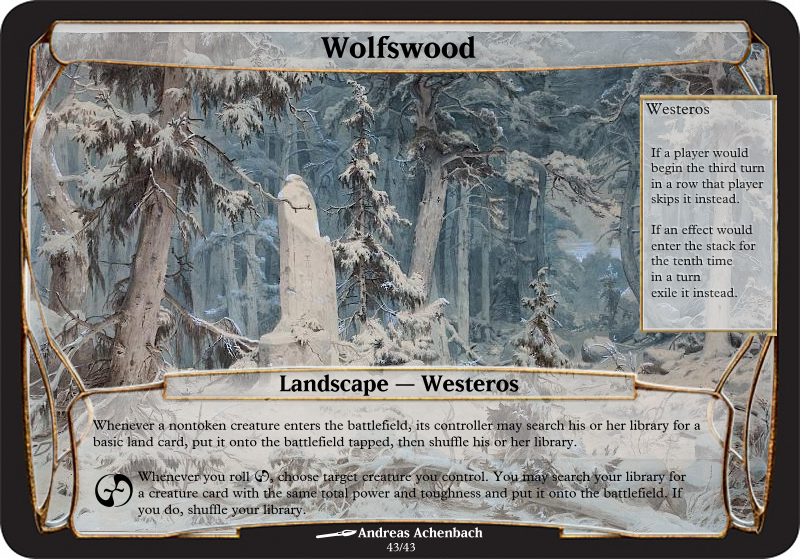 Wolfswood
Westeros
If a player would
begin the third turn
in a row that player
skips it instead.
If an effect would
enter the stack for
the tenth time
in a turn
exile it instead.
Landscape — Westeros
Whenever a nontoken creature enters the battlefield, its controller may search his or her library for a
basic land card, put it onto the battlefield tapped, then shuffle his or her library.
Whenever you roll , choose target creature you control. You may search your library for
a creature card with the same total power and toughness and put it onto the battlefield. If
you do, shuffle your library.
Andreas Achenbach
43/43